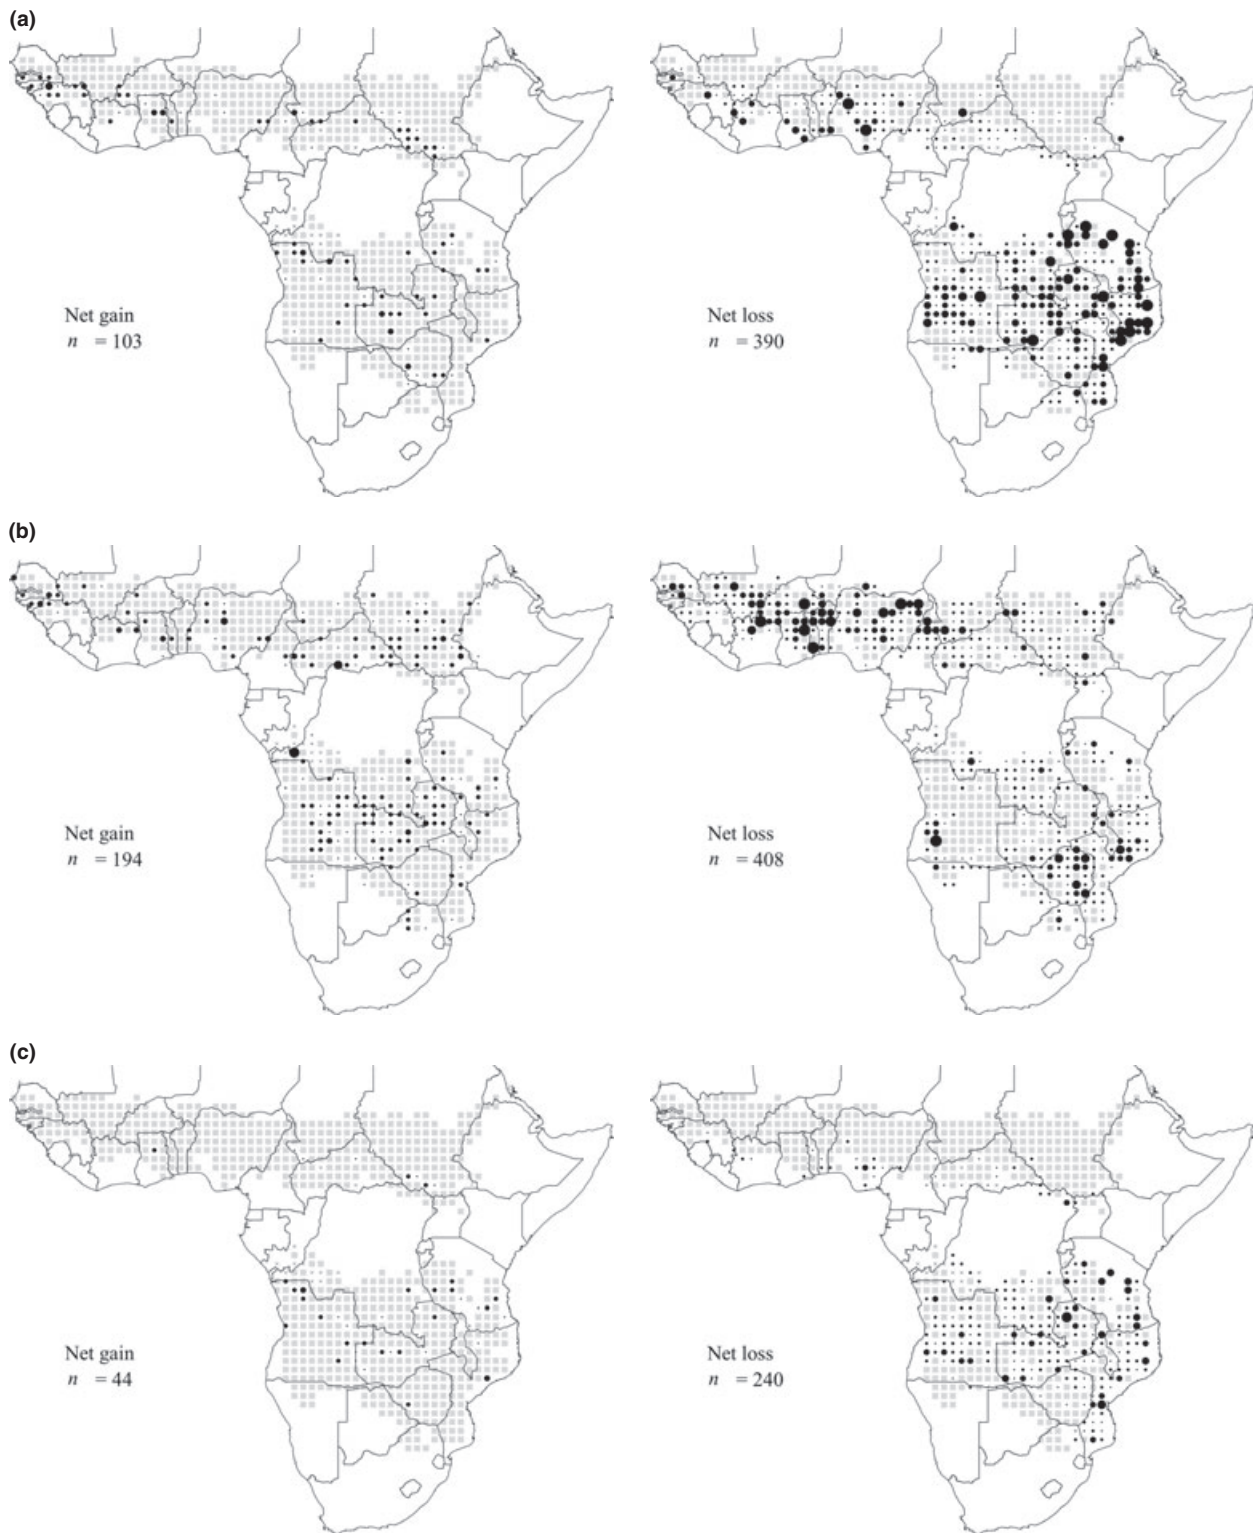 (a)
Net gain
n = 103
Net loss
n = 390
(b)
Net gain
n = 194
Net loss
n = 408
(c)
Net gain
n = 44
Net loss
n = 240